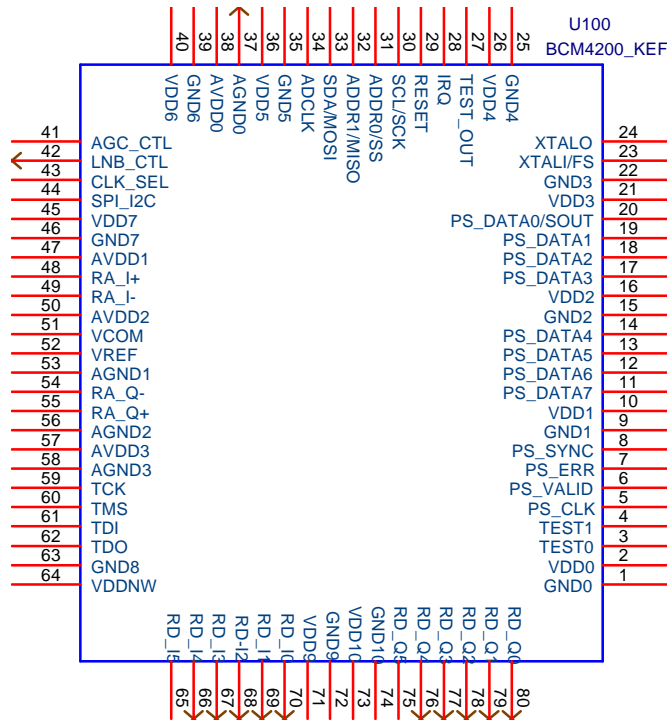 U100
BCM4200_KEF
40 39 38 37 36 35 34 33 32 31 30 29 28 27 26 25
VDD6 GND6 AVDD0 AGND0 VDD5 GND5 ADCLK SDA/MOSI ADDR1/MISO ADDR0/SS SCL/SCK RESET IRQ TEST_OUT VDD4 GND4
41 AGC_CTL XTALO 24
42 LNB_CTL XTALI/FS 23
43 CLK_SEL GND3 22
44 SPI_I2C VDD3 21
45 VDD7 PS_DATA0/SOUT 20
46 GND7 PS_DATA1 19
47 AVDD1 PS_DATA2 18
48 RA_I+ PS_DATA3 17
49 RA_I- VDD2 16
50 AVDD2 GND2 15
51 VCOM PS_DATA4 14
52 VREF PS_DATA5 13
53 AGND1 PS_DATA6 12
54 RA_Q- PS_DATA7 11
55 RA_Q+ VDD1 10
56 AGND2 GND1 9
57 AVDD3 PS_SYNC 8
58 AGND3 PS_ERR 7
59 TCK PS_VALID 6
60 TMS PS_CLK 5
61 TDI TEST1 4
62 TDO TEST0 3
63 GND8 VDD0 2
64 VDDNW GND0 1
RD_I5 RD_I4 RD_I3 RD-I2 RD_I1 RD_I0 VDD9 GND9 VDD10 GND10 RD_Q5 RD_Q4 RD_Q3 RD_Q2 RD_Q1 RD_Q0
65 66 67 68 69 70 71 72 73 74 75 76 77 78 79 80